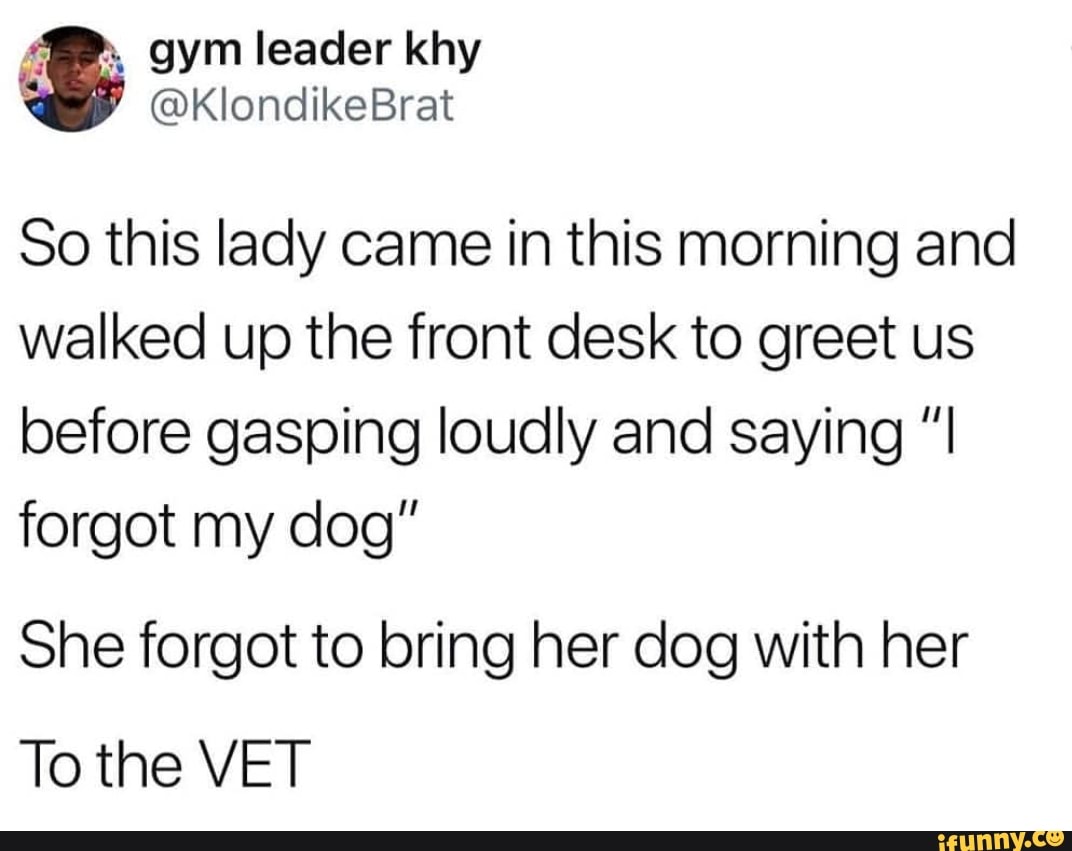 gym leader khy
@KlondikeBrat
So this lady came in this morning and
walked up the front desk to greet us
before gasping loudly and saying "I
forgot my dog"
She forgot to bring her dog with her
To the VET
ifunny.co